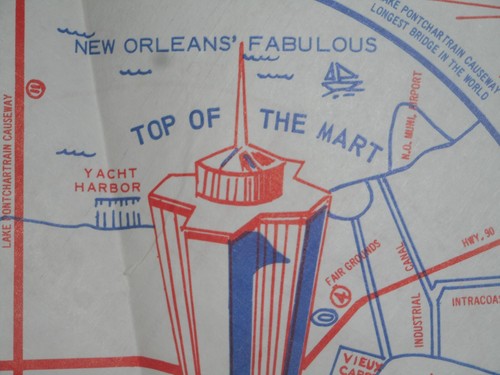 NEW ORLEANS' FABULOUS
TOP OF THE MART
LAKE PONTCHARTRAIN CAUSEWAY
LONGEST BRIDGE IN THE WORLD
LAKE PONTCHARTRAIN CAUSEWAY
YACHT
HARBOR
N.O. MUNI. AIRPORT
FAIR GROUNDS
HWY. 90
INDUSTRIAL CANAL
INTRACOAS
VIEUX